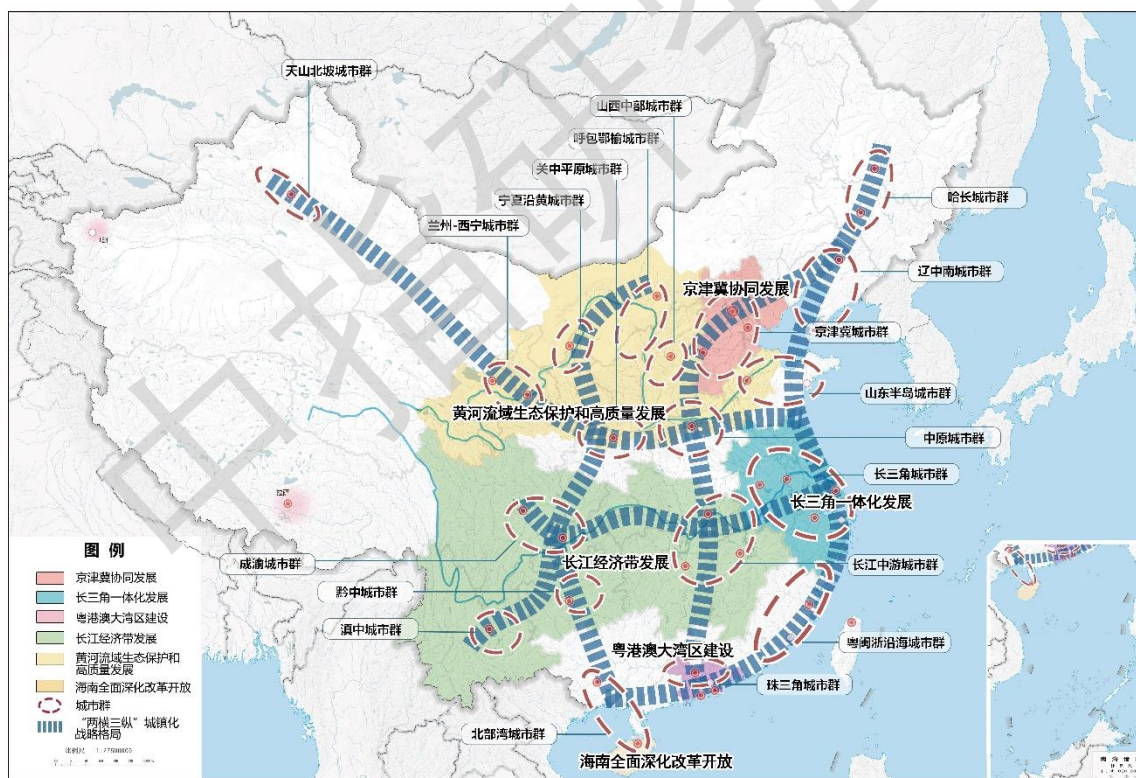 天山北坡城市群
山西中部城市群
呼包鄂榆城市群
关中平原城市群
宁夏沿黄城市群
兰州-西宁城市群
哈长城市群
辽中南城市群
京津冀协同发展
京津冀城市群
山东半岛城市群
黄河流域生态保护和高质量发展
中原城市群
长三角城市群
长三角一体化发展
成渝城市群
长江经济带发展
长江中游城市群
黔中城市群
滇中城市群
粤港澳大湾区建设
粤闽浙沿海城市群
珠三角城市群
北部湾城市群
海南全面深化改革开放
拉萨
图 例
京津冀协同发展
长三角一体化发展
粤港澳大湾区建设
长江经济带发展
黄河流域生态保护和
高质量发展
海南全面深化改革开放
城市群
“两横三纵”城镇化
战略格局
比例尺 1:27500000